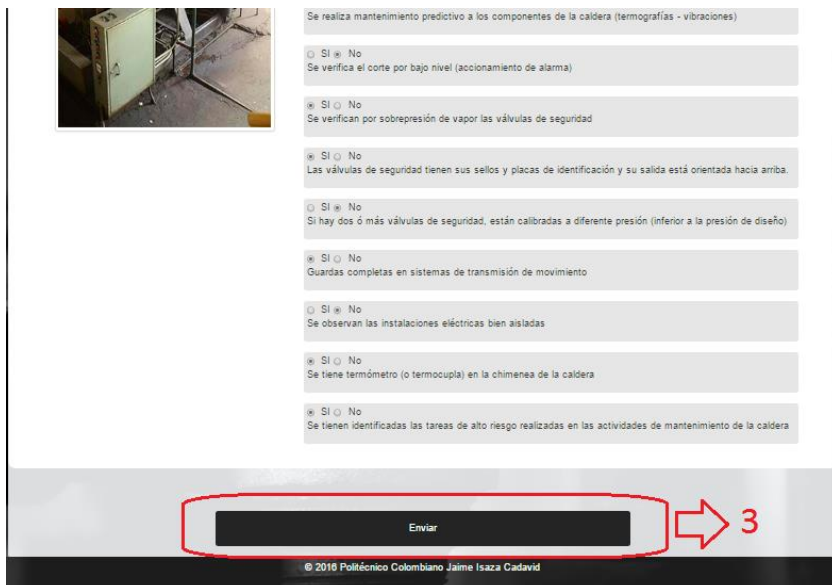 Se realiza mantenimiento predictivo a los componentes de la caldera (termografías - vibraciones)
SI No
Se verifica el corte por bajo nivel (accionamiento de alarma)
SI No
Se verifican por sobrepresión de vapor las válvulas de seguridad
SI No
Las válvulas de seguridad tienen sus sellos y placas de identificación y su salida está orientada hacia arriba.
SI No
Si hay dos ó más válvulas de seguridad, están calibradas a diferente presión (inferior a la presión de diseño)
SI No
Guardas completas en sistemas de transmisión de movimiento
SI No
Se observan las instalaciones eléctricas bien aisladas
SI No
Se tiene termómetro (o termocupla) en la chimenea de la caldera
SI No
Se tienen identificadas las tareas de alto riesgo realizadas en las actividades de mantenimiento de la caldera
Enviar
3
© 2016 Politécnico Colombiano Jaime Isaza Cadavid